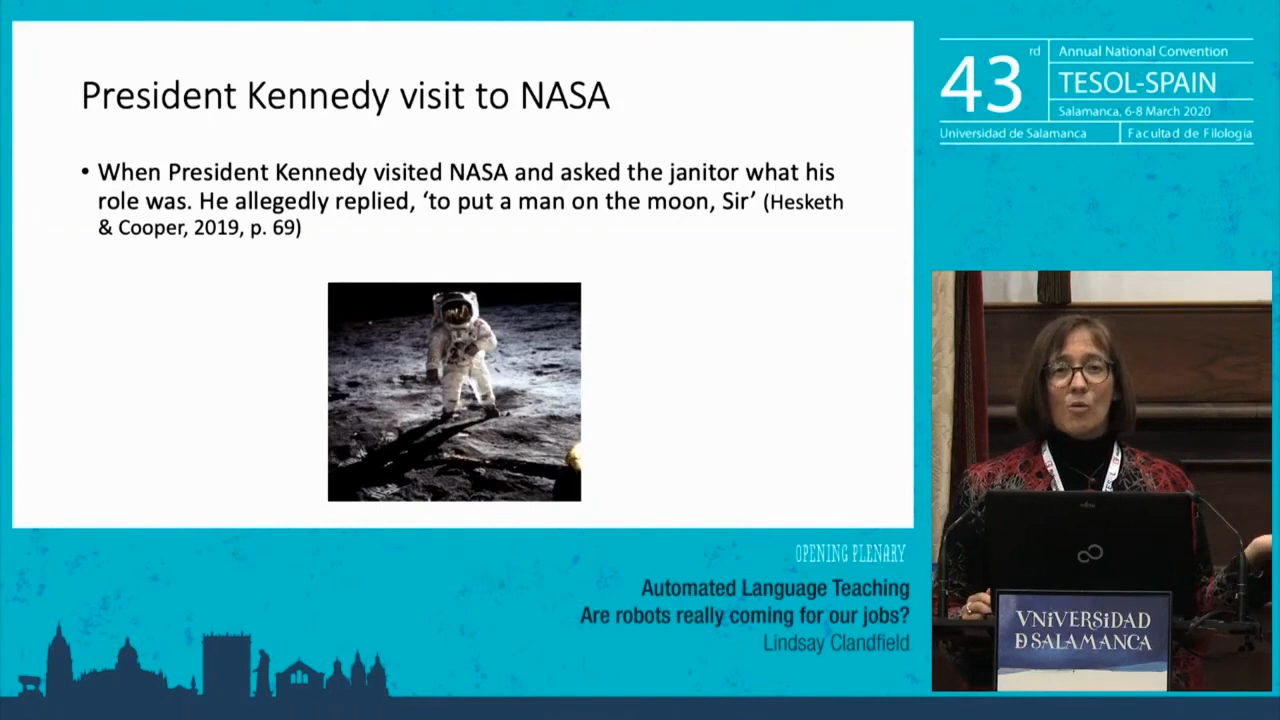 President Kennedy visit to NASA
• When President Kennedy visited NASA and asked the janitor what his
role was. He allegedly replied, ‘to put a man on the moon, Sir’ (Hesketh
& Cooper, 2019, p. 69)
43rd
Annual National Convention
TESOL-SPAIN
Salamanca, 6-8 March 2020
Universidad de Salamanca
Facultad de Filología
OPENING PLENARY
Automated Language Teaching
Are robots really coming for our jobs?
Lindsay Clandfield
VNIVERSIDAD
D SALAMANCA